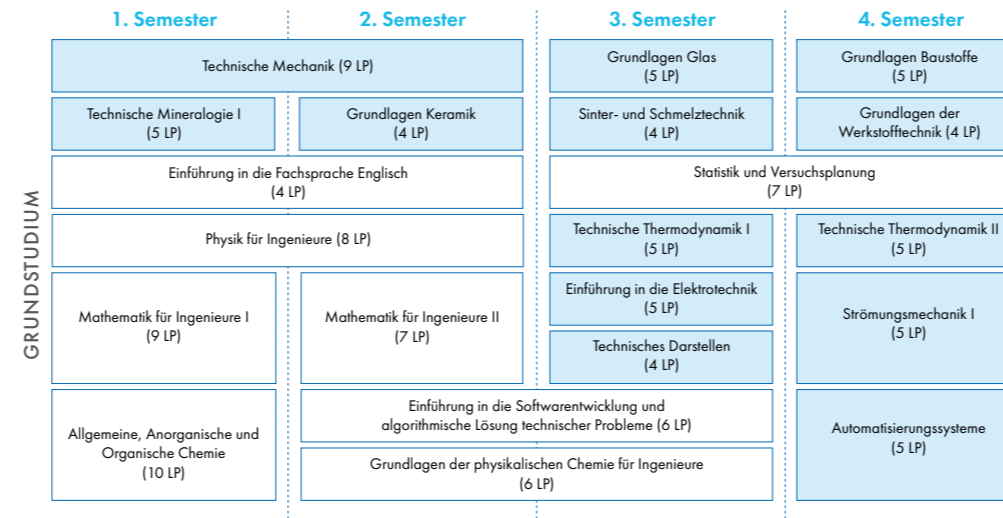 1. Semester
2. Semester
3. Semester
4. Semester
GRUNDSTUDIUM
Technische Mechanik (9 LP)
Grundlagen Glas
(5 LP)
Grundlagen Baustoffe
(5 LP)
Technische Mineralogie I
(5 LP)
Grundlagen Keramik
(4 LP)
Sinter- und Schmelztechnik
(4 LP)
Grundlagen der
Werkstofftechnik (4 LP)
Einführung in die Fachsprache Englisch
(4 LP)
Statistik und Versuchsplanung
(7 LP)
Physik für Ingenieure (8 LP)
Technische Thermodynamik I
(5 LP)
Technische Thermodynamik II
(5 LP)
Mathematik für Ingenieure I
(9 LP)
Mathematik für Ingenieure II
(7 LP)
Einführung in die Elektrotechnik
(5 LP)
Technisches Darstellen
(4 LP)
Strömungsmechanik I
(5 LP)
Allgemeine, Anorganische und
Organische Chemie
(10 LP)
Einführung in die Softwarentwicklung und
algorithmische Lösung technischer Probleme (6 LP)
Grundlagen der physikalischen Chemie für Ingenieure
(6 LP)
Automatisierungssysteme
(5 LP)